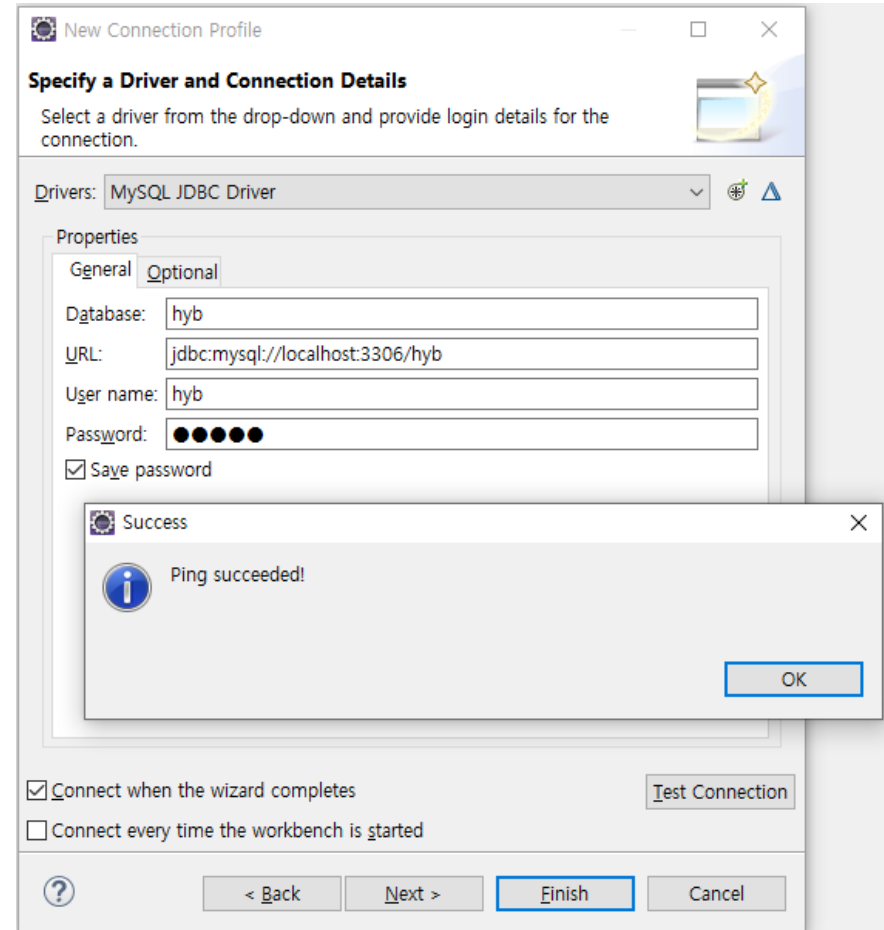 New Connection Profile
Specify a Driver and Connection Details
Select a driver from the drop-down and provide login details for the
connection.
Drivers: MySQL JDBC Driver
Properties
General Optional
Database: hyb
URL: jdbc:mysql://localhost:3306/hyb
User name: hyb
Password: ●●●●●
Save password
Success
Ping succeeded!
OK
Connect when the wizard completes
Test Connection
Connect every time the workbench is started
< Back Next > Finish Cancel